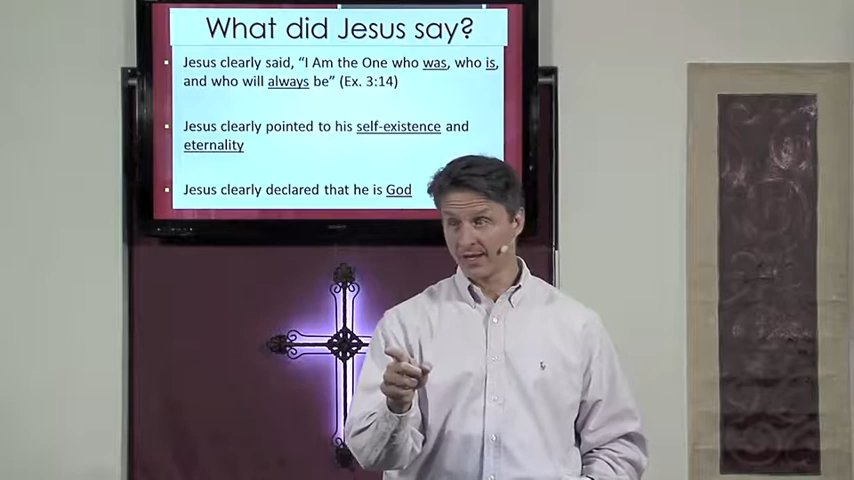 What did Jesus say?
▪ Jesus clearly said, “I Am the One who was, who is,
and who will always be” (Ex. 3:14)
▪ Jesus clearly pointed to his self-existence and
eternality
▪ Jesus clearly declared that he is God